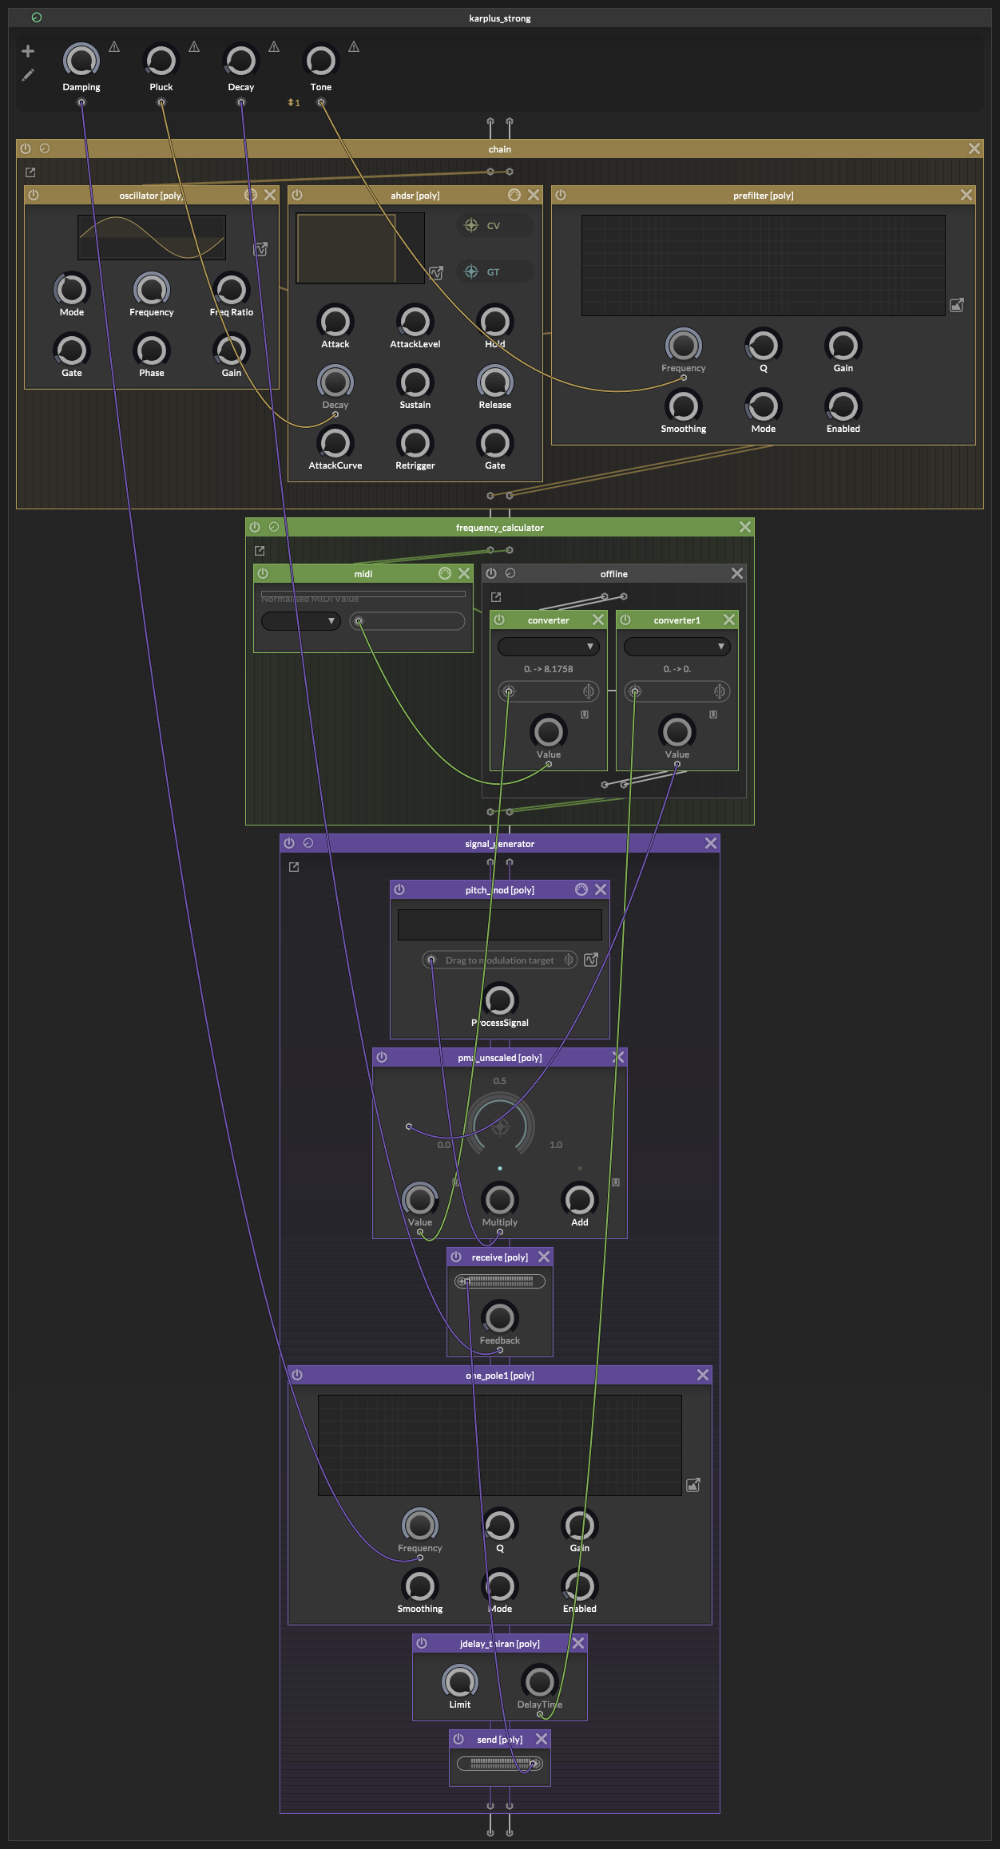 karplus_strong
Damping
Pluck
Decay
Tone
1
chain
oscillator [poly]
ahdsr [poly]
prefilter [poly]
CV
GT
Mode
Frequency
Freq Ratio
Gate
Phase
Gain
Attack
AttackLevel
Hold
Decay
Sustain
Release
AttackCurve
Retrigger
Gate
Frequency
Q
Gain
Smoothing
Mode
Enabled
frequency_calculator
midi
Normalised MIDI Value
offline
converter
converter1
0. -> 8.1758
0. -> 0.
Value
Value
signal_generator
pitch_mod [poly]
Drag to modulation target
ProcessSignal
pma_unscaled [poly]
0.5
0.0
1.0
Value
Multiply
Add
receive [poly]
Feedback
one_pole1 [poly]
Frequency
Q
Gain
Smoothing
Mode
Enabled
jdelay_thiran [poly]
Limit
DelayTime
send [poly]